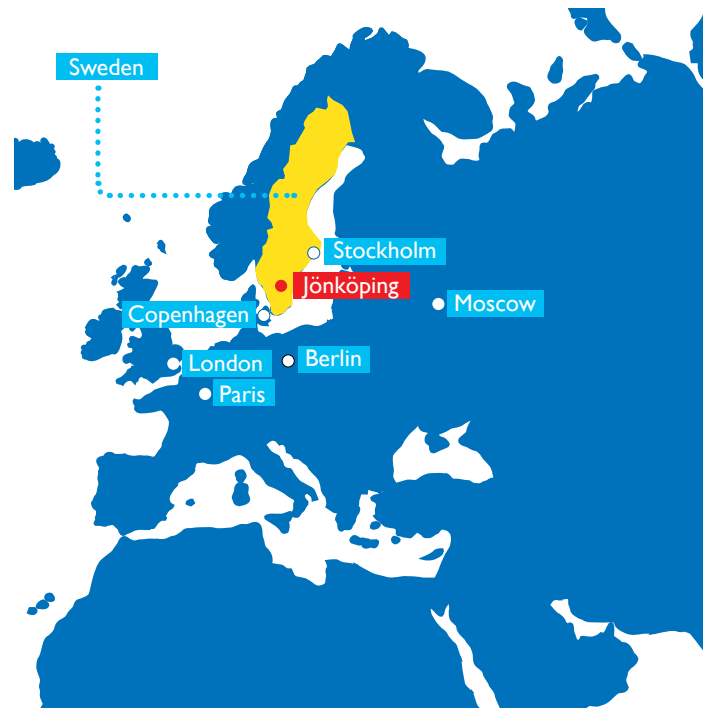 Sweden
Stockholm
Jönköping
Moscow
Copenhagen
London
Berlin
Paris